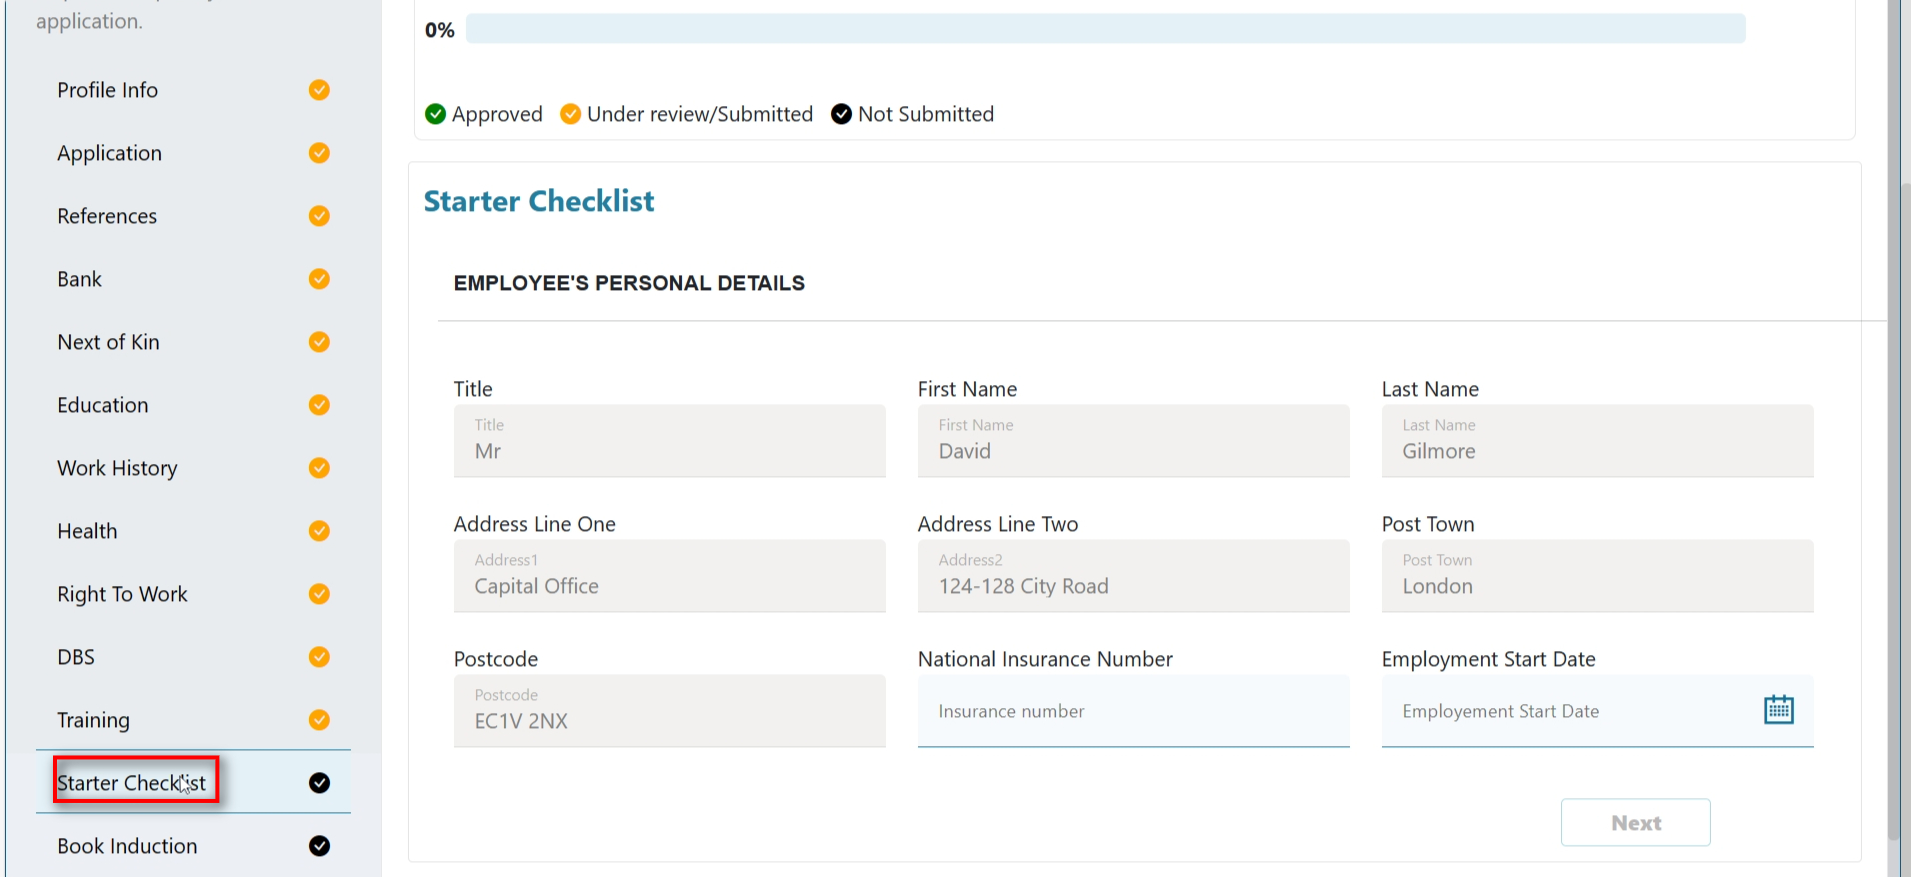 application.
Profile Info
Application
References
Bank
Next of Kin
Education
Work History
Health
Right To Work
DBS
Training
Starter Checklist
Book Induction
0%
Approved Under review/Submitted Not Submitted
Starter Checklist
EMPLOYEE'S PERSONAL DETAILS
Title First Name Last Name
Title First Name Last Name
Mr David Gilmore
Address Line One Address Line Two Post Town
Address1 Address2 Post Town
Capital Office 124-128 City Road London
Postcode National Insurance Number Employment Start Date
Postcode
EC1V 2NX
Insurance number Employement Start Date
Next